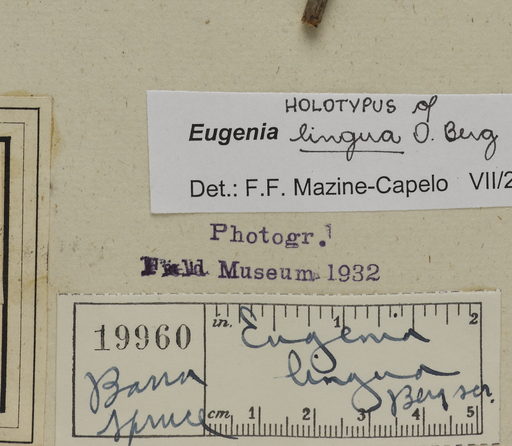 HOLOTYPUS of
Eugenia lingua O. Berg
Det.: F.F. Mazine-Capelo VII/2
Photogr.
Field Museum 1932
19960
in. 1 2
Eugenia
lingua
Berg
Barra
Spruce
cm 1 2 3 4 5